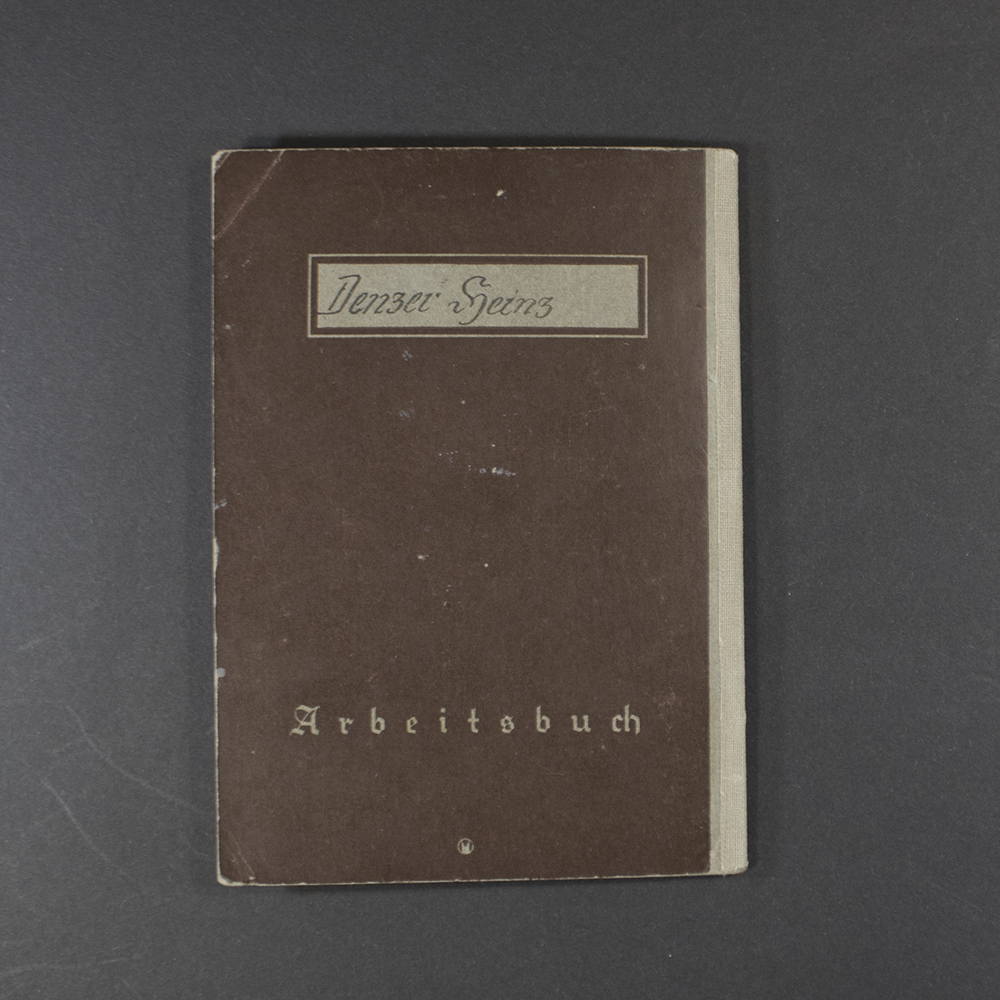 Denzer Heinz
Arbeitsbuch
M